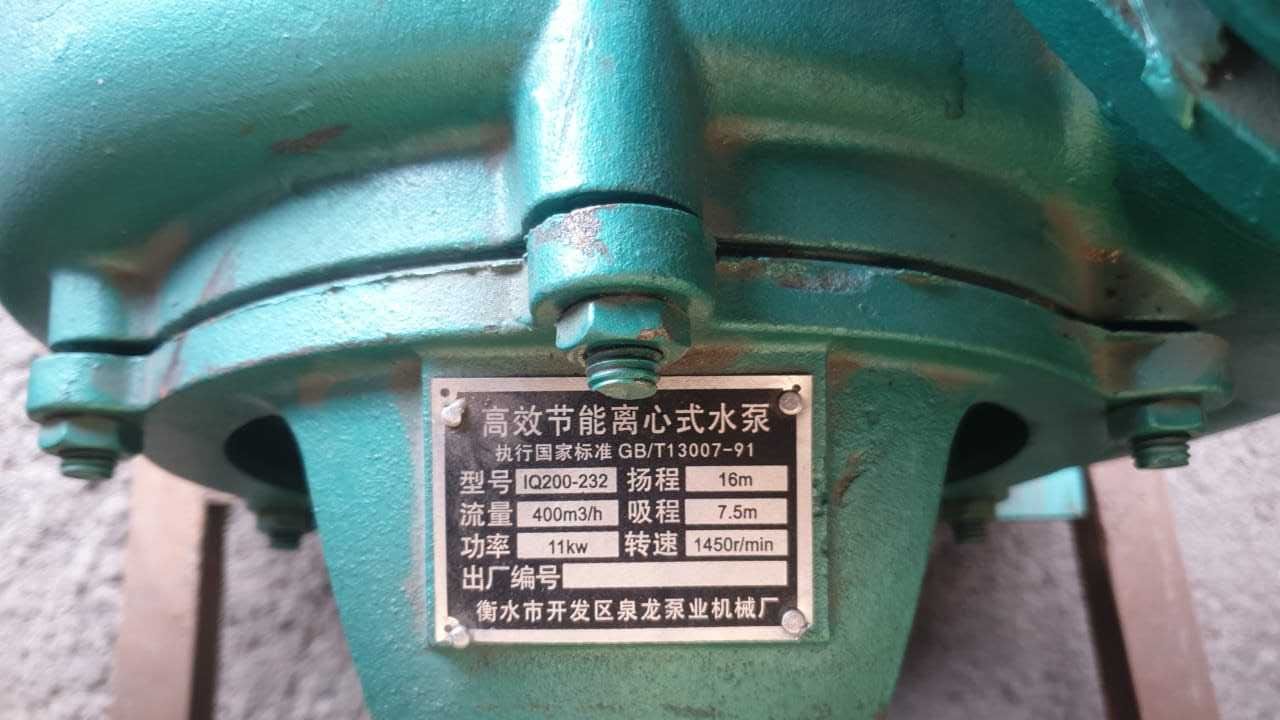 高效节能离心式水泵
执行国家标准 GB/T13007-91
型号 IQ200-232 扬程 16m
流量 400m3/h 吸程 7.5m
功率 11kw 转速 1450r/min
出厂编号
衡水市开发区泉龙泵业机械厂